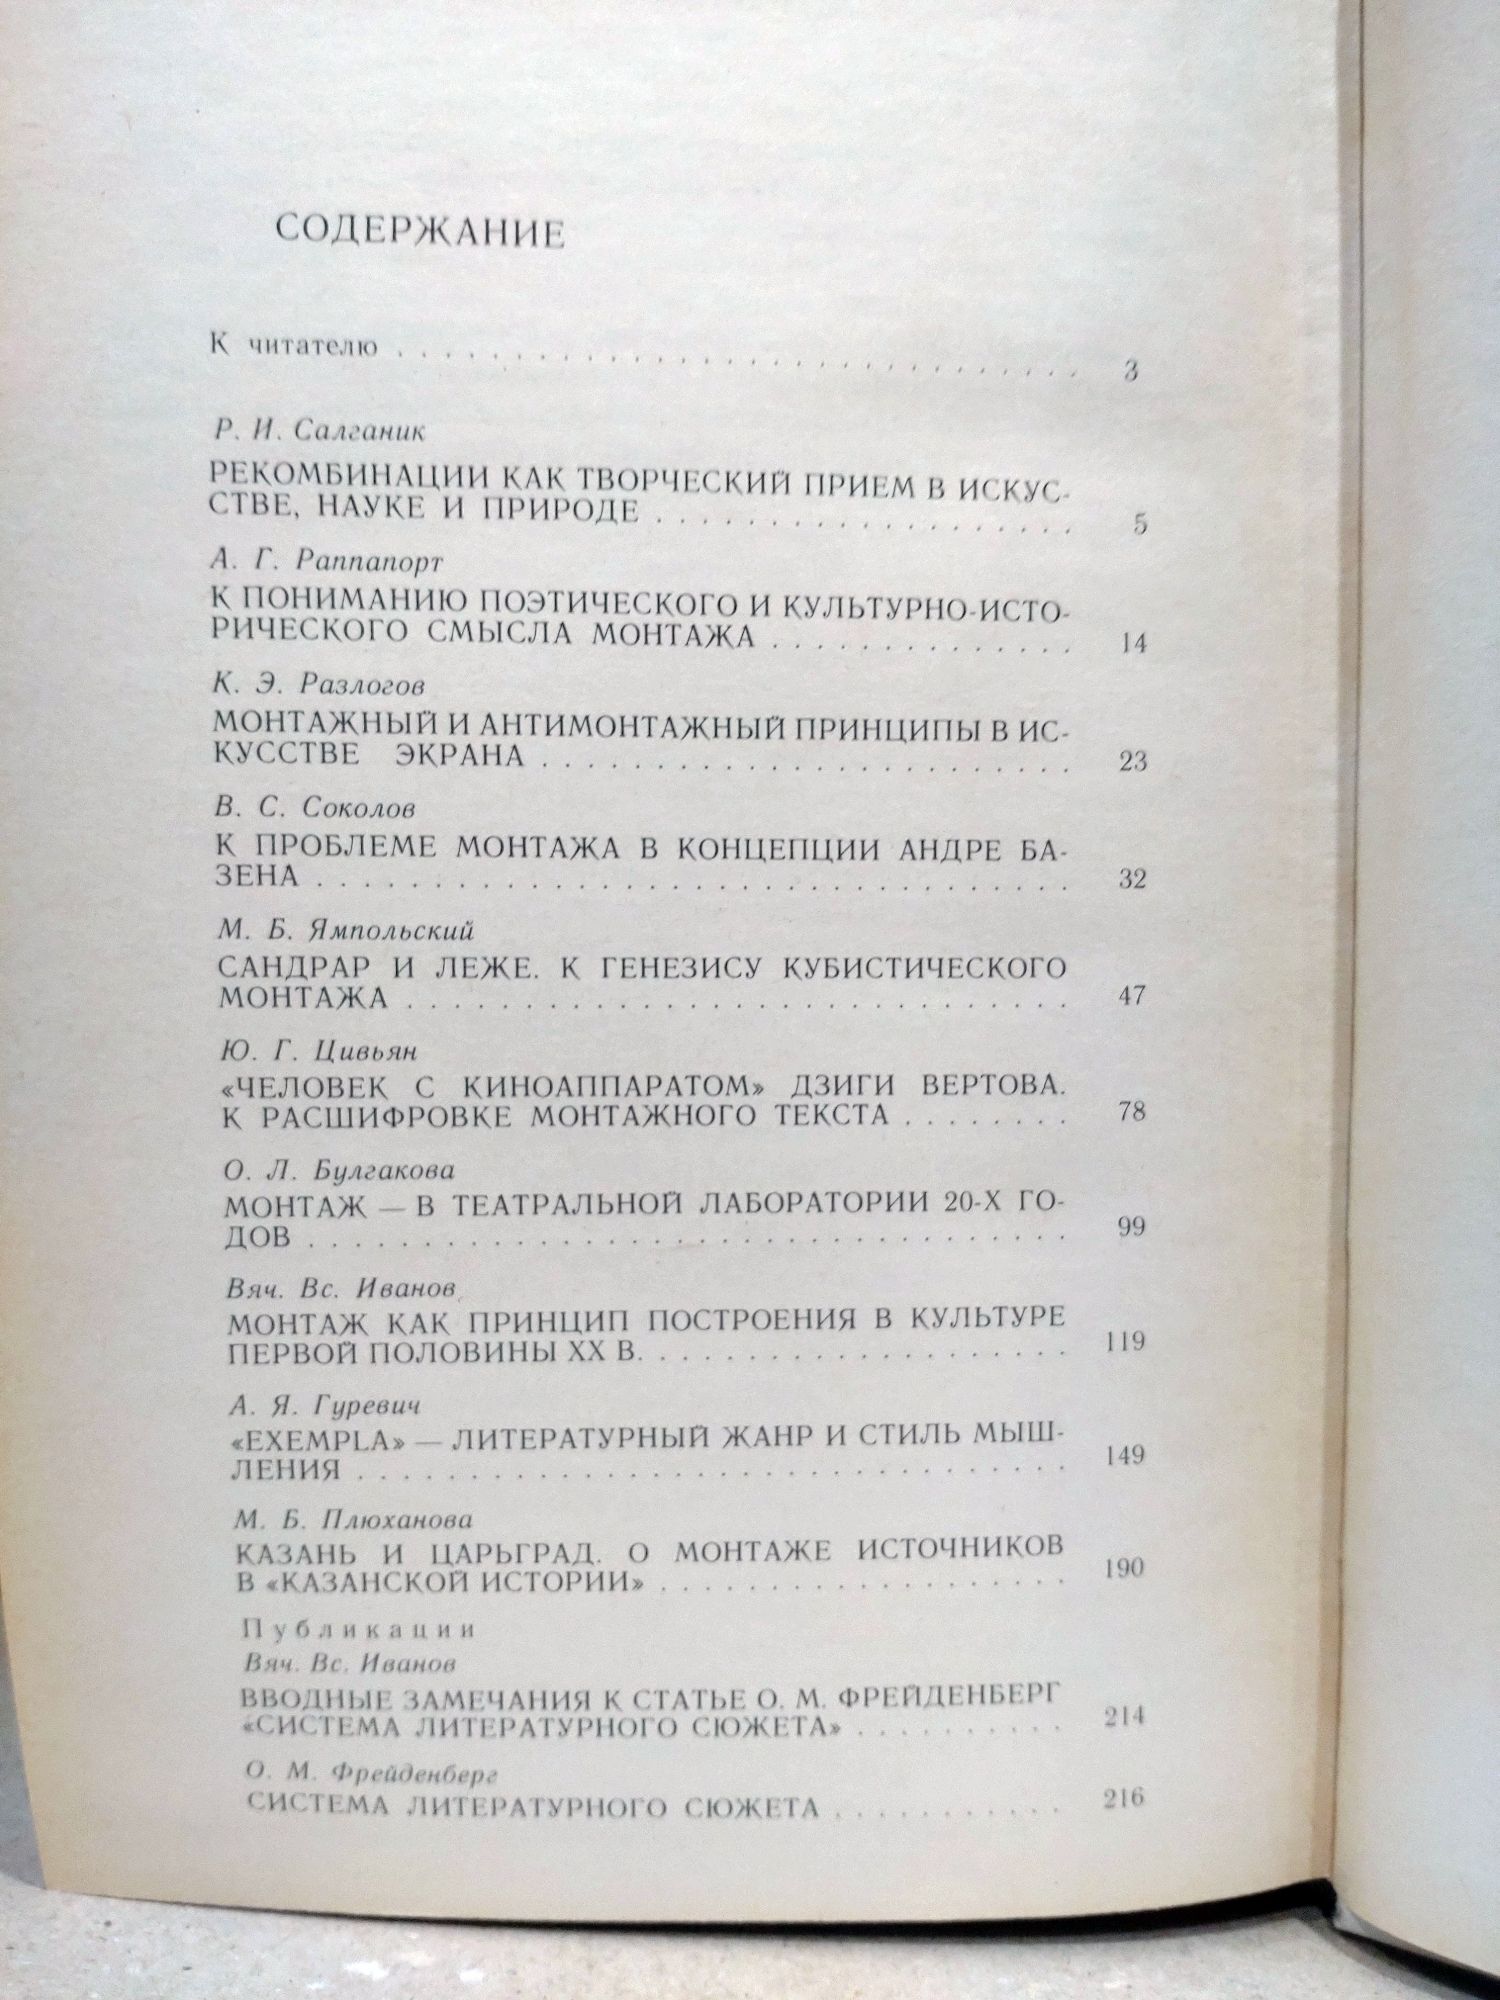 СОДЕРЖАНИЕ
К читателю . . . . . . . . . . . . . . . . . . . . . . . . . . . . . . 3
Р. И. Салганик
РЕКОМБИНАЦИИ КАК ТВОРЧЕСКИЙ ПРИЕМ В ИСКУС-
СТВЕ, НАУКЕ И ПРИРОДЕ . . . . . . . . . . . . . . . . . . 5
А. Г. Раппапорт
К ПОНИМАНИЮ ПОЭТИЧЕСКОГО И КУЛЬТУРНО-ИСТО-
РИЧЕСКОГО СМЫСЛА МОНТАЖА . . . . . . . . . . . . . 14
К. Э. Разлогов
МОНТАЖНЫЙ И АНТИМОНТАЖНЫЙ ПРИНЦИПЫ В ИС-
КУССТВЕ ЭКРАНА . . . . . . . . . . . . . . . . . . . . . . . 23
В. С. Соколов
К ПРОБЛЕМЕ МОНТАЖА В КОНЦЕПЦИИ АНДРЕ БА-
ЗЕНА . . . . . . . . . . . . . . . . . . . . . . . . . . . . . . . . 32
М. Б. Ямпольский
САНДРАР И ЛЕЖЕ. К ГЕНЕЗИСУ КУБИСТИЧЕСКОГО
МОНТАЖА . . . . . . . . . . . . . . . . . . . . . . . . . . . . 47
Ю. Г. Цивьян
«ЧЕЛОВЕК С КИНОАППАРАТОМ» ДЗИГИ ВЕРТОВА.
К РАСШИФРОВКЕ МОНТАЖНОГО ТЕКСТА . . . . . . . . 78
О. Л. Булгакова
МОНТАЖ — В ТЕАТРАЛЬНОЙ ЛАБОРАТОРИИ 20-Х ГО-
ДОВ . . . . . . . . . . . . . . . . . . . . . . . . . . . . . . . . 99
Вяч. Вс. Иванов
МОНТАЖ КАК ПРИНЦИП ПОСТРОЕНИЯ В КУЛЬТУРЕ
ПЕРВОЙ ПОЛОВИНЫ XX В. . . . . . . . . . . . . . . . . . . 119
А. Я. Гуревич
«EXEMPLA» — ЛИТЕРАТУРНЫЙ ЖАНР И СТИЛЬ МЫШ-
ЛЕНИЯ . . . . . . . . . . . . . . . . . . . . . . . . . . . . . . 149
М. Б. Плюханова
КАЗАНЬ И ЦАРЬГРАД. О МОНТАЖЕ ИСТОЧНИКОВ
В «КАЗАНСКОЙ ИСТОРИИ» . . . . . . . . . . . . . . . . . . 190
Публикации
Вяч. Вс. Иванов
ВВОДНЫЕ ЗАМЕЧАНИЯ К СТАТЬЕ О. М. ФРЕЙДЕНБЕРГ
«СИСТЕМА ЛИТЕРАТУРНОГО СЮЖЕТА» . . . . . . . . . . 214
О. М. Фрейденберг
СИСТЕМА ЛИТЕРАТУРНОГО СЮЖЕТА . . . . . . . . . . . 216